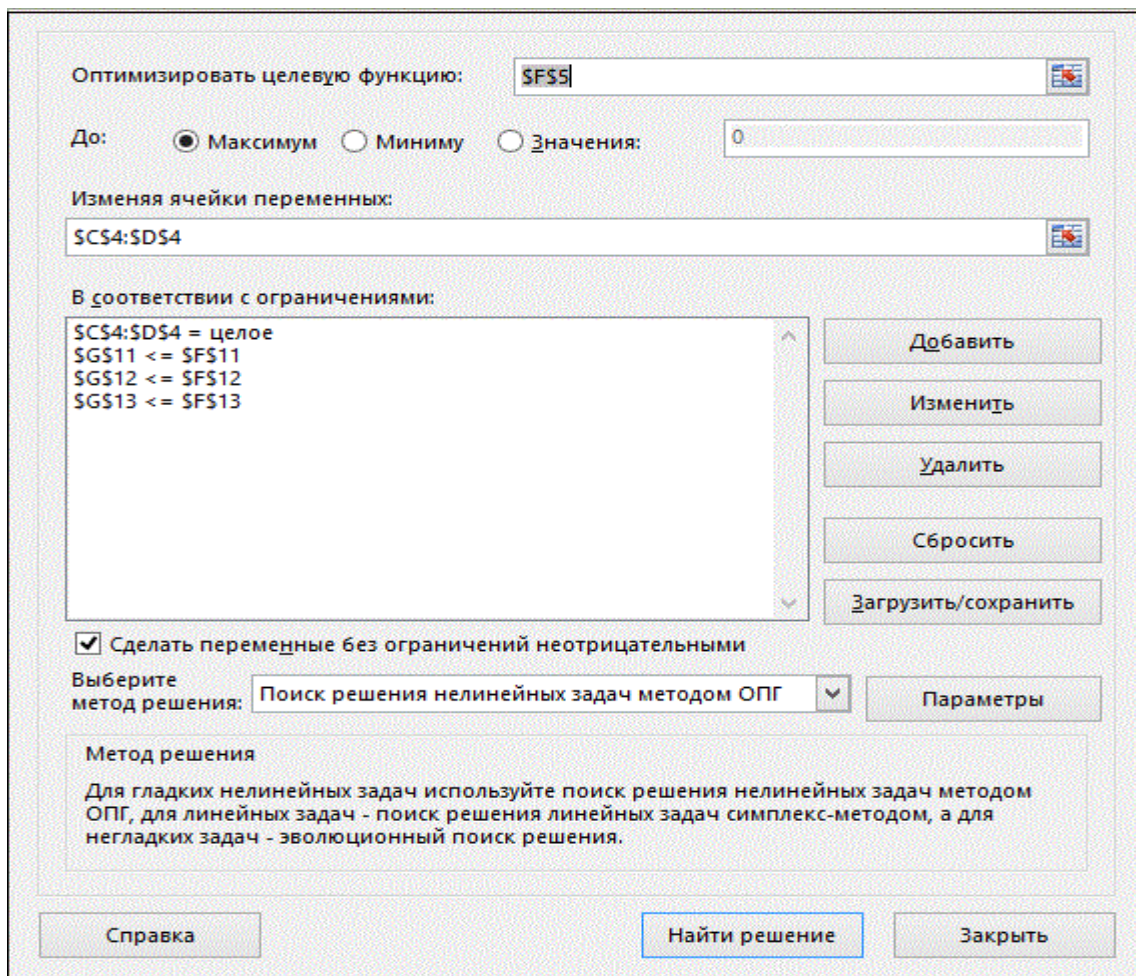 Оптимизировать целевую функцию: $F$5
До: Максимум Миниму Значения: 0
Изменяя ячейки переменных:
$C$4:$D$4
В соответствии с ограничениями:
$C$4:$D$4 = целое
$G$11 <= $F$11
$G$12 <= $F$12
$G$13 <= $F$13
Добавить
Изменить
Удалить
Сбросить
Загрузить/сохранить
Сделать переменные без ограничений неотрицательными
Выберите
метод решения:
Поиск решения нелинейных задач методом ОПГ
Параметры
Метод решения
Для гладких нелинейных задач используйте поиск решения нелинейных задач методом
ОПГ, для линейных задач - поиск решения линейных задач симплекс-методом, а для
негладких задач - эволюционный поиск решения.
Справка
Найти решение
Закрыть